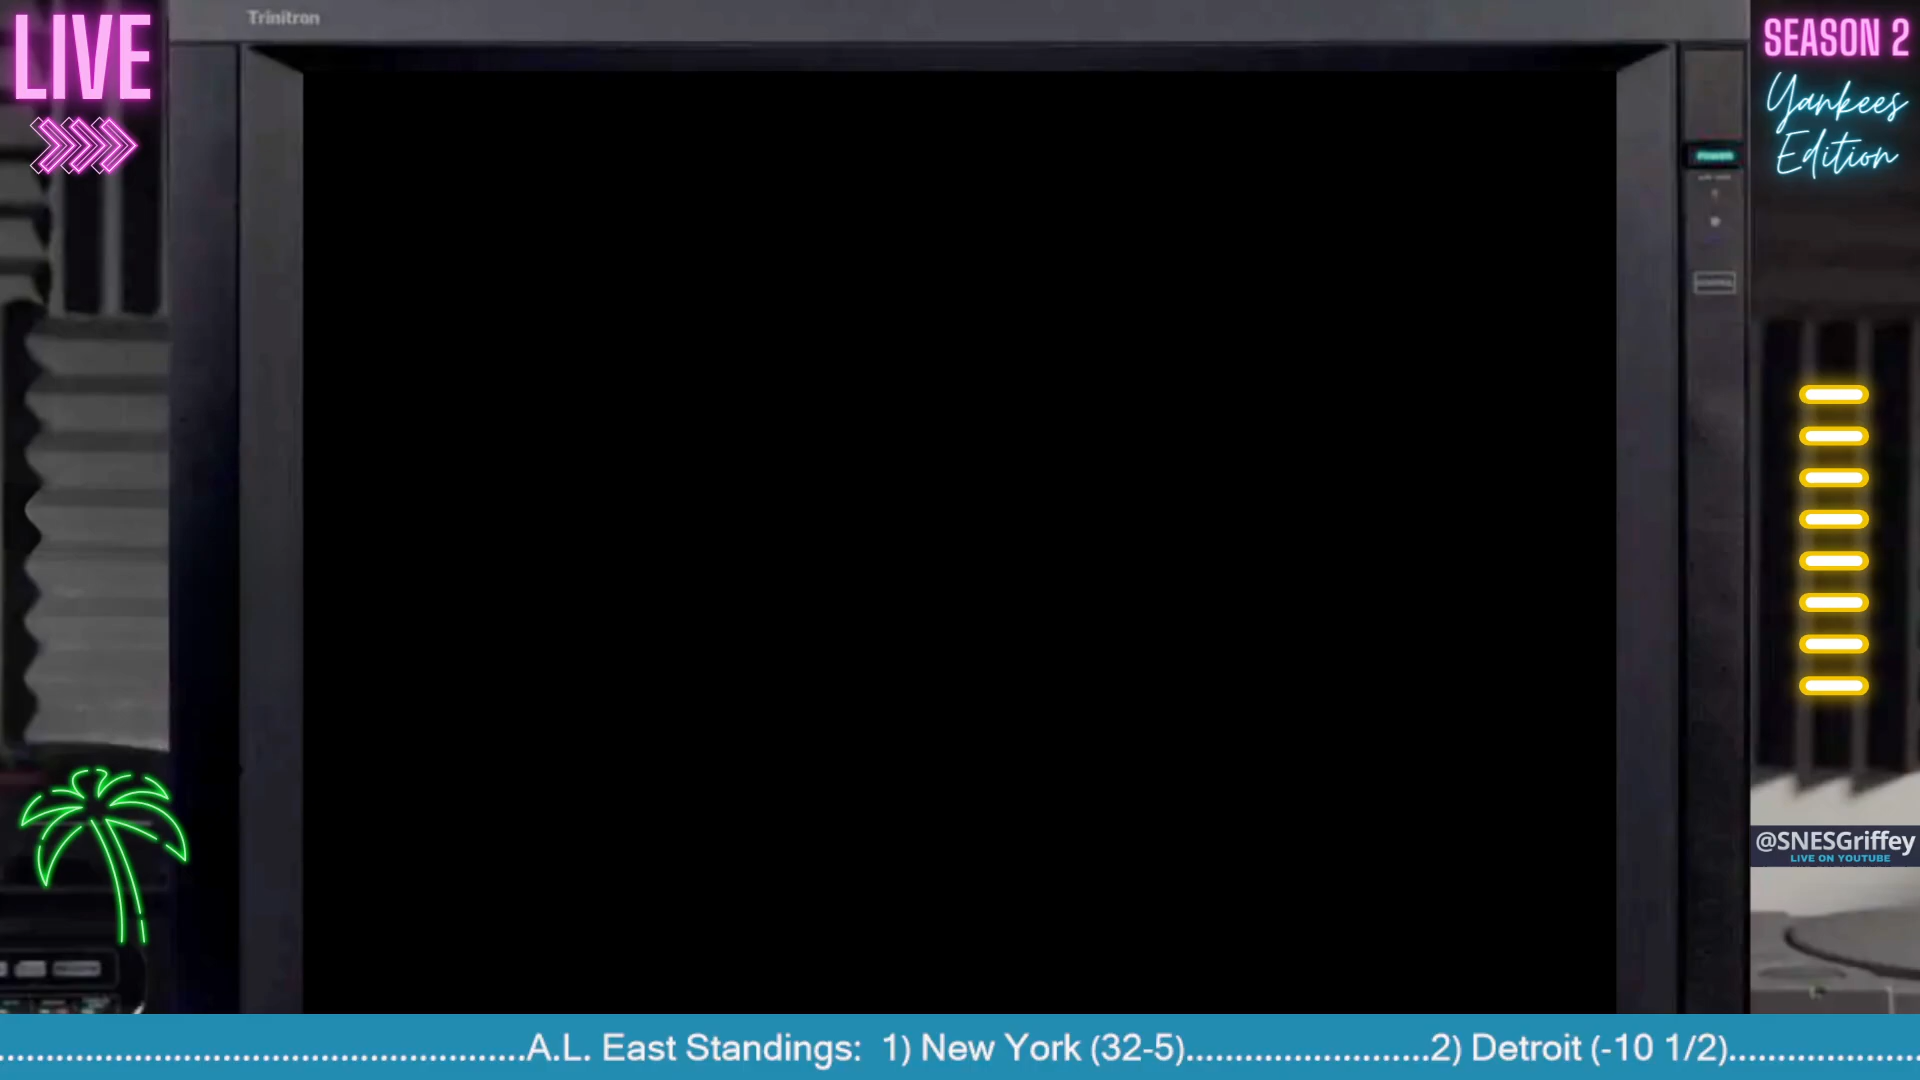 Trinitron
LIVE
SEASON 2
Yankees
Edition
POWER
@SNESGriffey
LIVE ON YOUTUBE
....................................................A.L. East Standings:  1) New York (32-5)........................2) Detroit (-10 1/2)....................